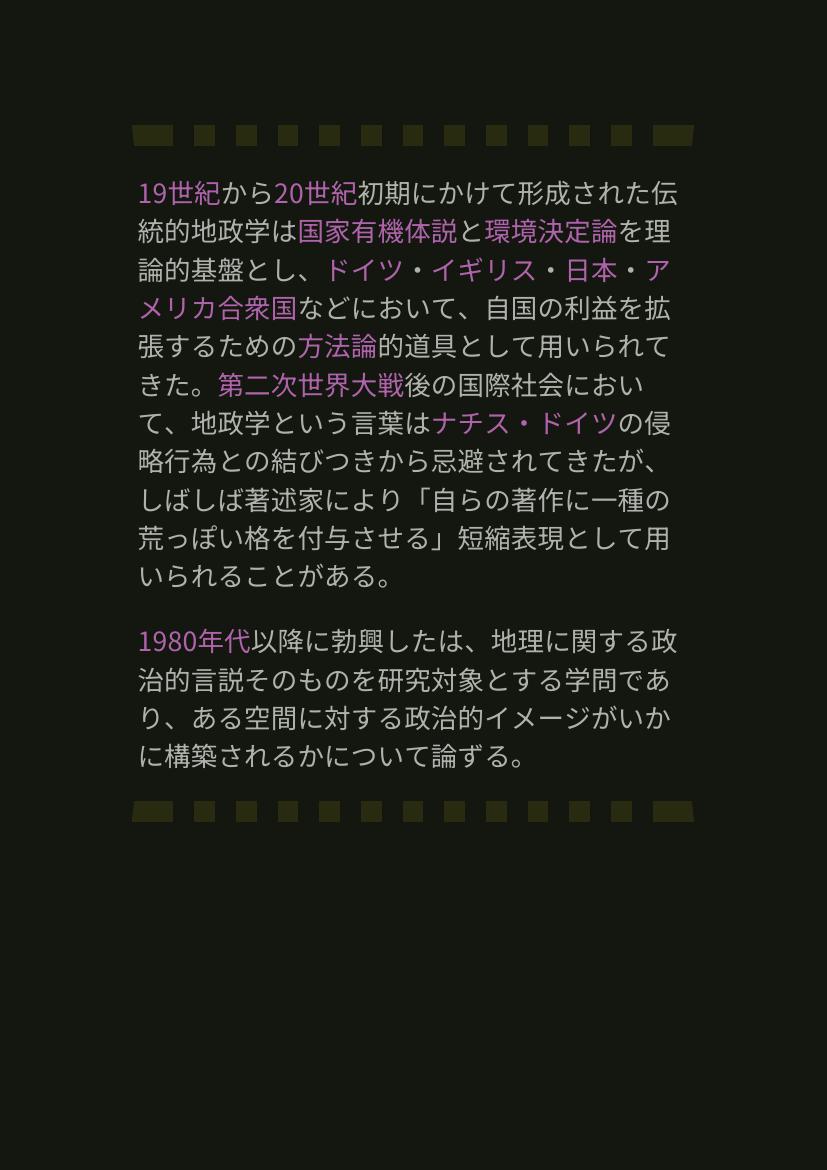 19世紀から20世紀初期にかけて形成された伝
統的地政学は国家有機体説と環境決定論を理
論的基盤とし、ドイツ・イギリス・日本・ア
メリカ合衆国などにおいて、自国の利益を拡
張するための方法論的道具として用いられて
きた。第二次世界大戦後の国際社会におい
て、地政学という言葉はナチス・ドイツの侵
略行為との結びつきから忌避されてきたが、
しばしば著述家により「自らの著作に一種の
荒っぽい格を付与させる」短縮表現として用
いられることがある。
1980年代以降に勃興したは、地理に関する政
治的言説そのものを研究対象とする学問であ
り、ある空間に対する政治的イメージがいか
に構築されるかについて論ずる。